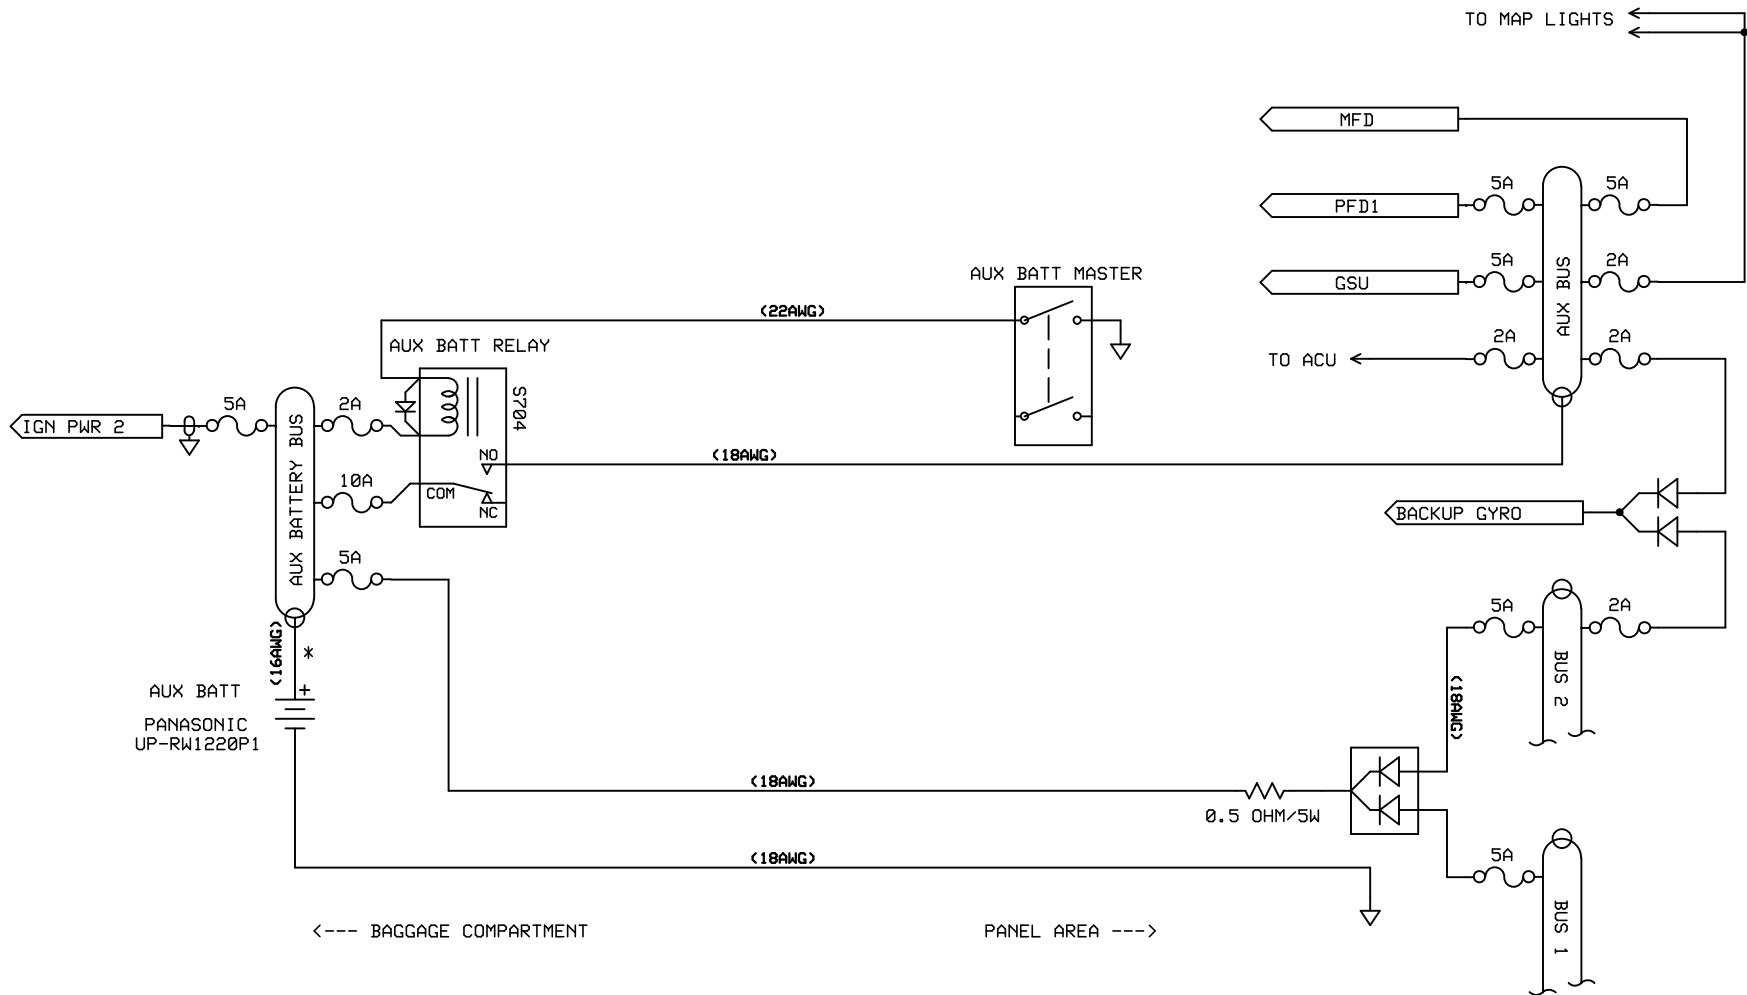 TO MAP LIGHTS
MFD
5A
5A
PFD1
AUX BATT MASTER
5A
2A
GSU
AUX BUS
(22AWG)
AUX BATT RELAY
2A
2A
TO ACU
S704
5A
2A
IGN PWR 2
AUX BATTERY BUS
NO
(18AWG)
10A
COM
NC
BACKUP GYRO
5A
5A
2A
(16AWG)
*
BUS 2
AUX BATT
+
(18AWG)
PANASONIC
UP-RW1220P1
(18AWG)
0.5 OHM/5W
(18AWG)
5A
BUS 1
<--- BAGGAGE COMPARTMENT
PANEL AREA --->